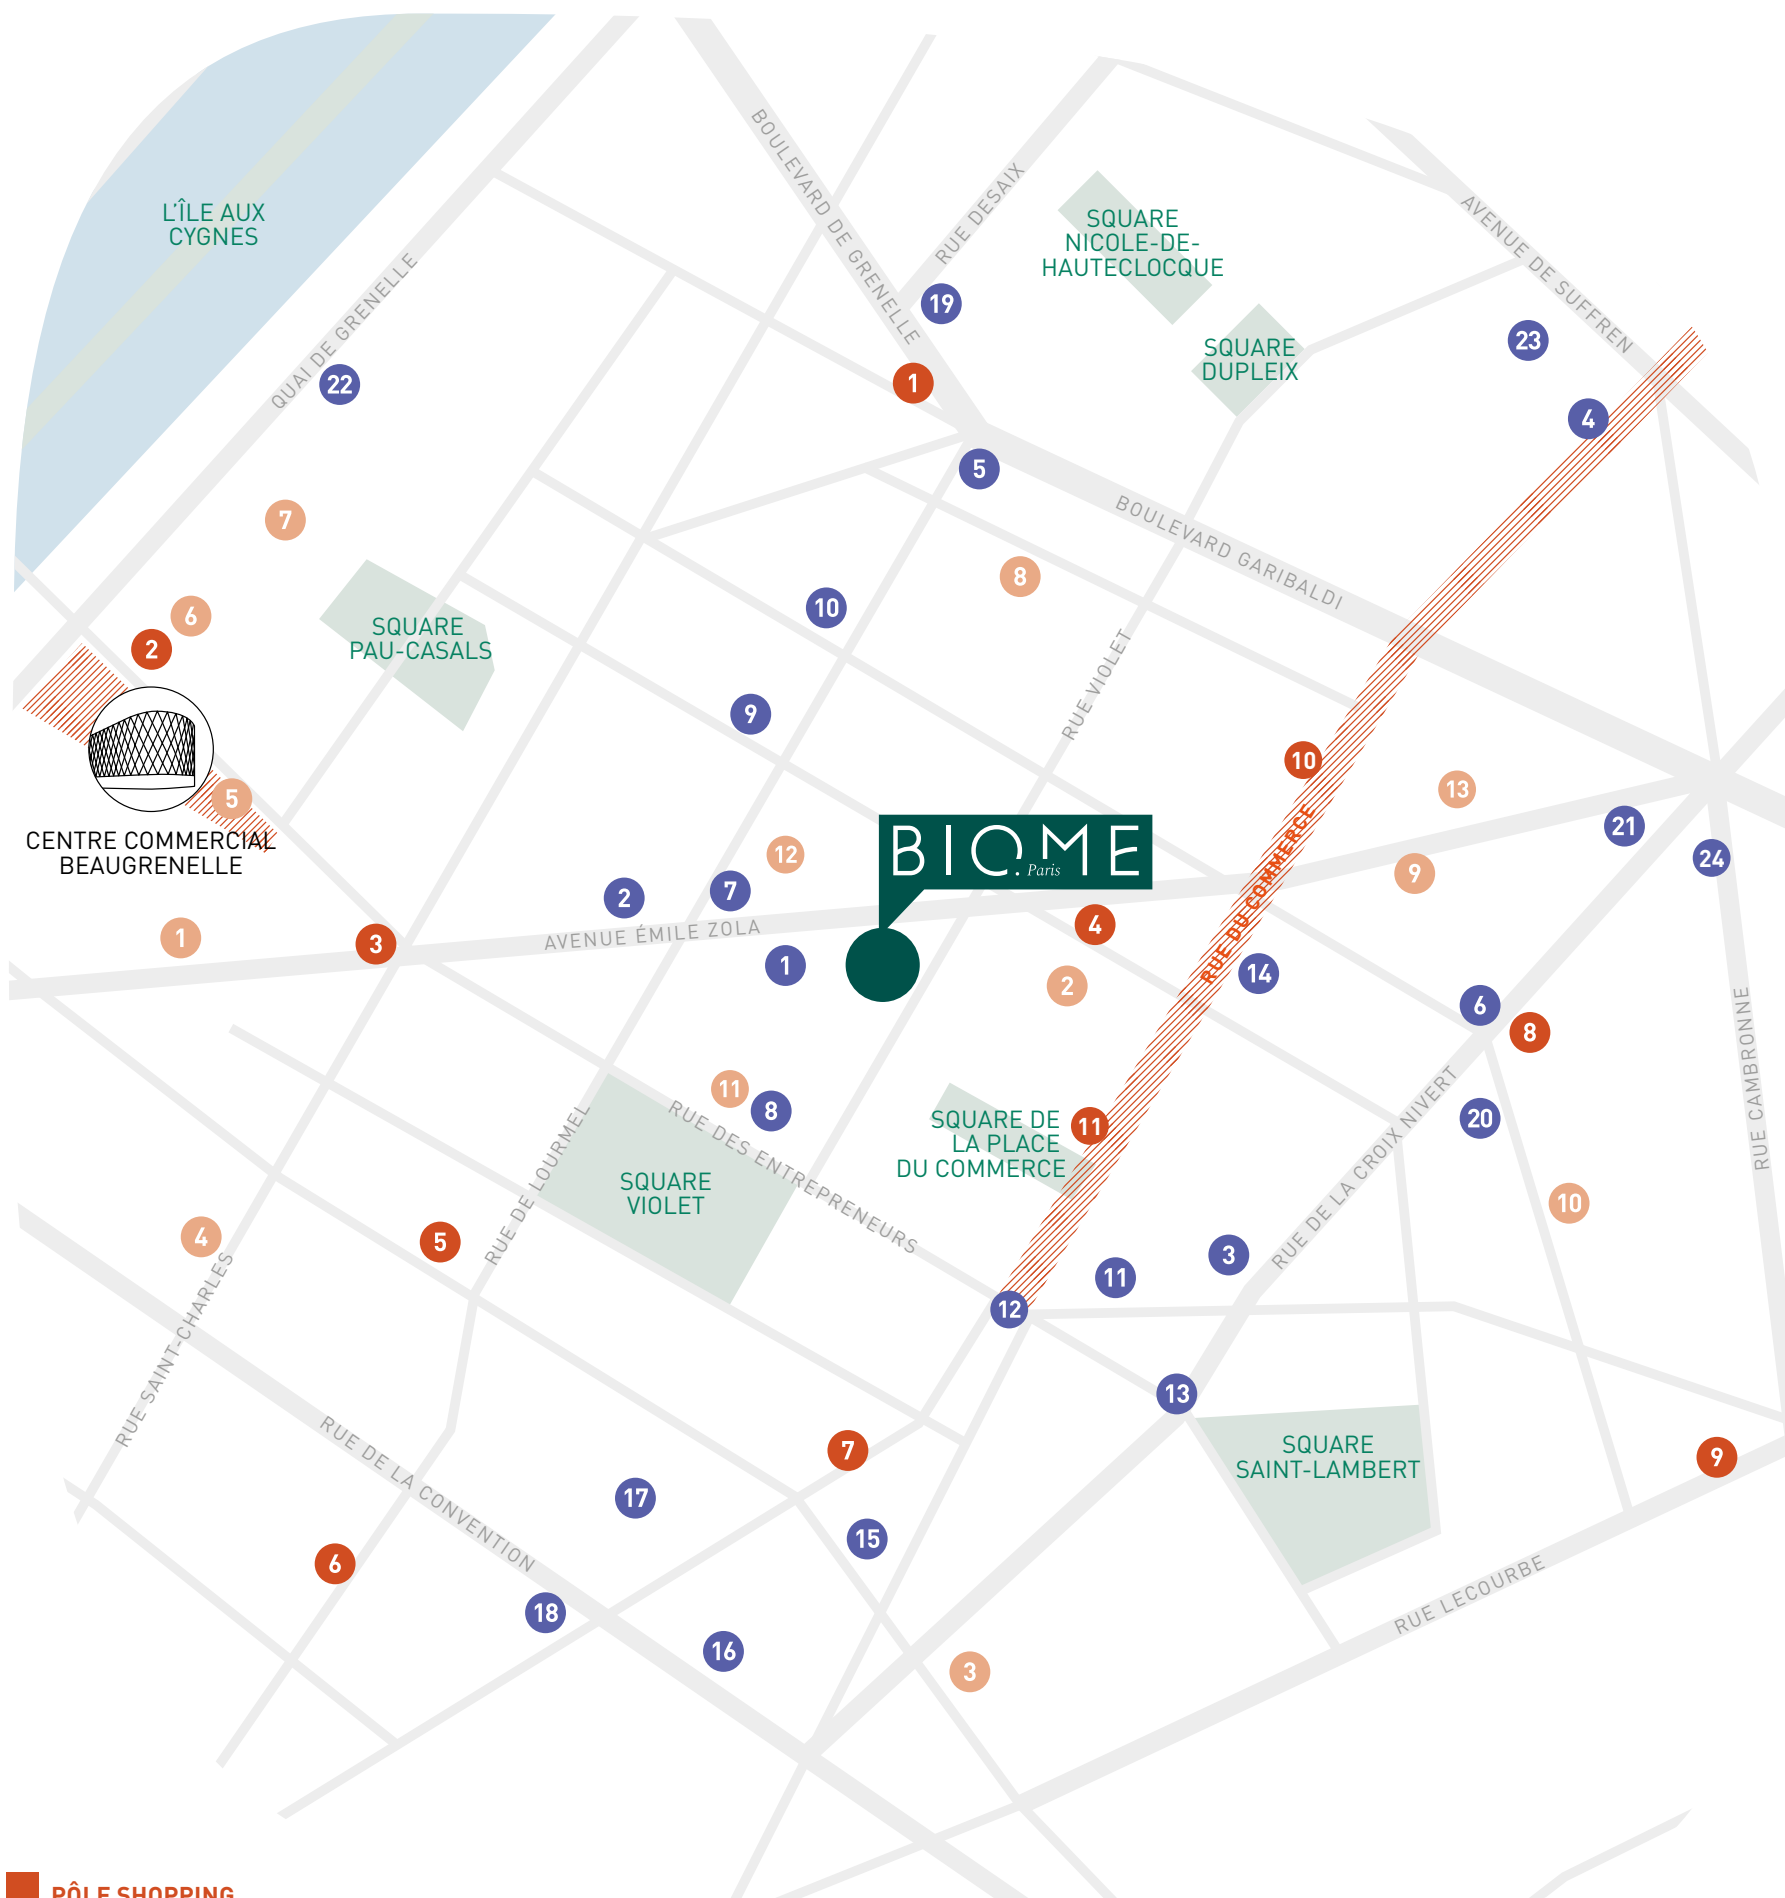 BOULEVARD DE GRENELLE
RUE DESAIX
L'ÎLE AUX
CYGNES
SQUARE
NICOLE-DE-
HAUTECLOCQUE
AVENUE DE SUFFREN
QUAI DE GRENELLE
19
SQUARE
DUPLEIX
23
22
1
4
5
BOULEVARD GARIBALDI
7
8
10
6
2
SQUARE
PAU-CASALS
RUE VIOLET
9
10
13
5
CENTRE COMMERCIAL
BEAUGRENELLE
12
BIOME
Paris
21
24
2
7
9
1
3
AVENUE ÉMILE ZOLA
4
RUE DU COMMERCE
1
2
14
6
8
RUE CAMBRONNE
11
8
RUE DES ENTREPRENEURS
SQUARE DE
LA PLACE
DU COMMERCE
11
20
RUE DE LA CROIX NIVERT
RUE DE LOURMEL
SQUARE
VIOLET
10
4
5
3
11
12
RUE SAINT-CHARLES
13
RUE DE LA CONVENTION
7
SQUARE
SAINT-LAMBERT
9
17
15
6
18
16
RUE LECOURBE
3
PÔLE SHOPPING